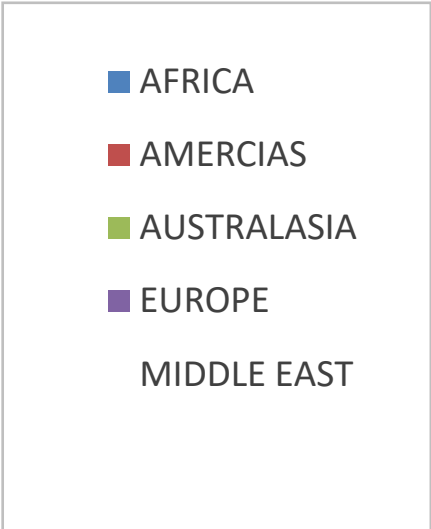 AFRICA
AMERCIAS
AUSTRALASIA
EUROPE
MIDDLE EAST